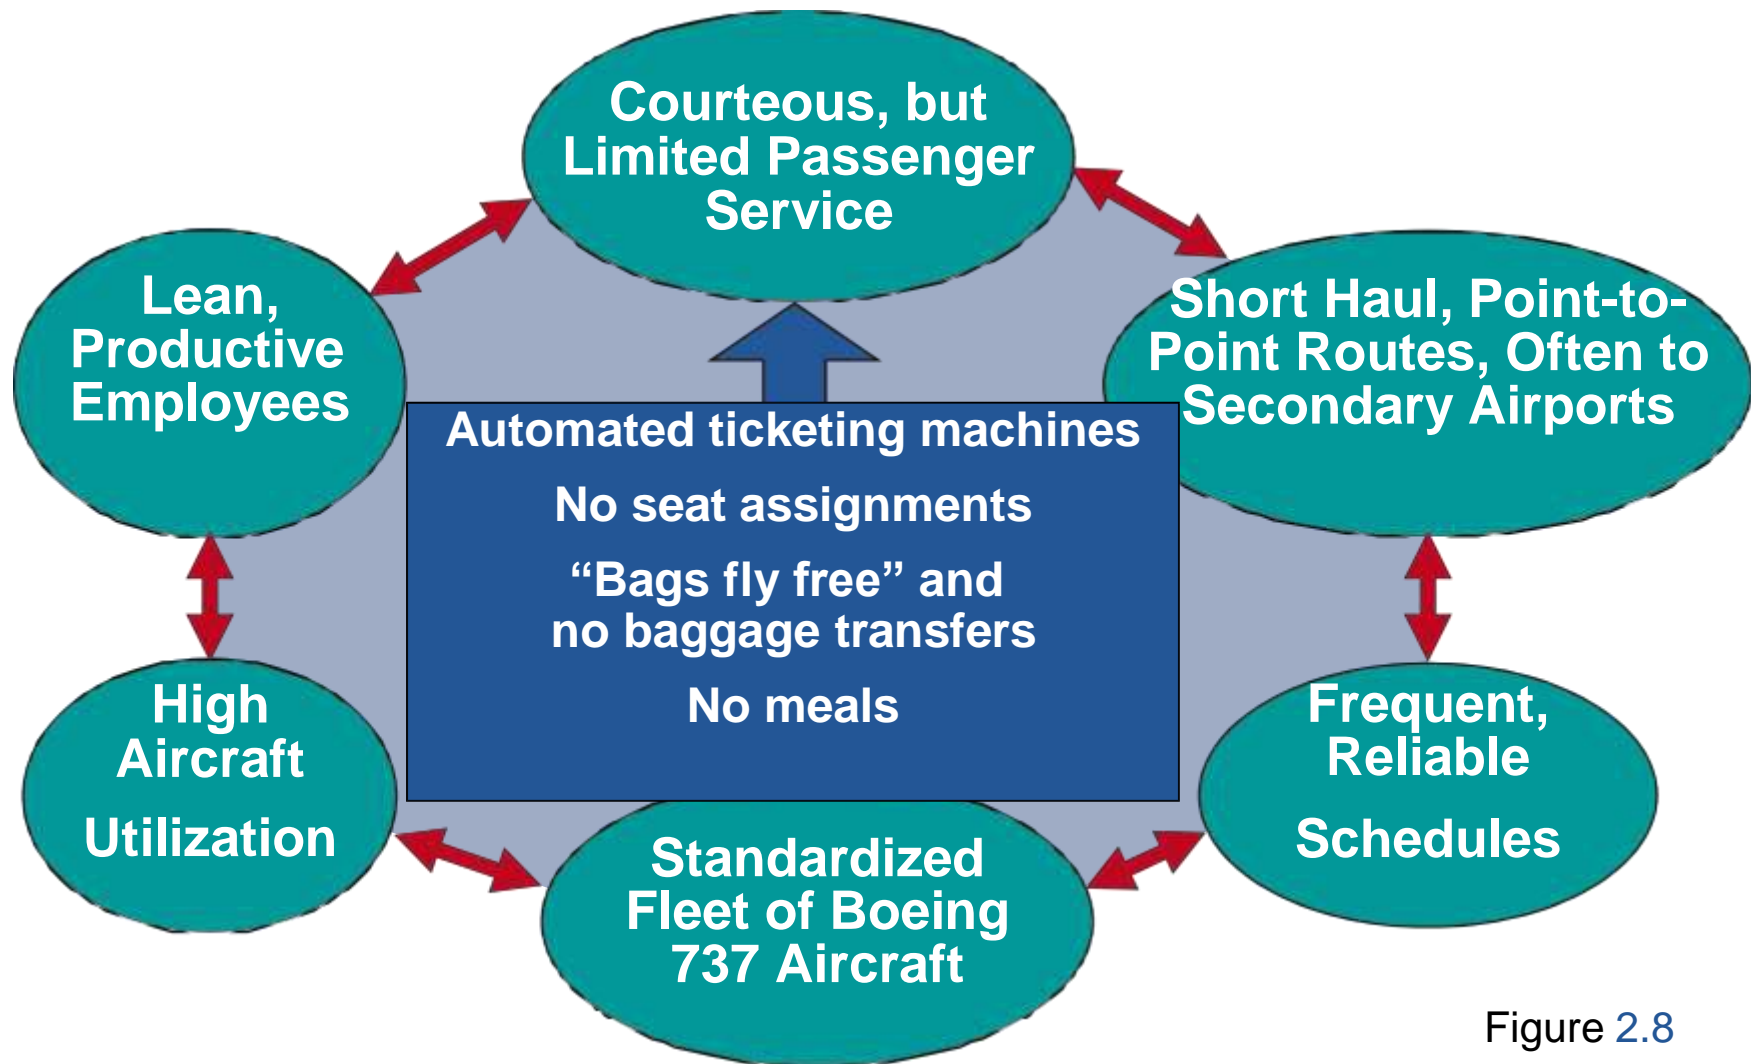 Courteous, but
Limited Passenger
Service
Lean,
Productive
Employees
Short Haul, Point-to-
Point Routes, Often to
Secondary Airports
Automated ticketing machines
No seat assignments
“Bags fly free” and
no baggage transfers
No meals
High
Aircraft
Utilization
Frequent,
Reliable
Schedules
Standardized
Fleet of Boeing
737 Aircraft
Figure 2.8